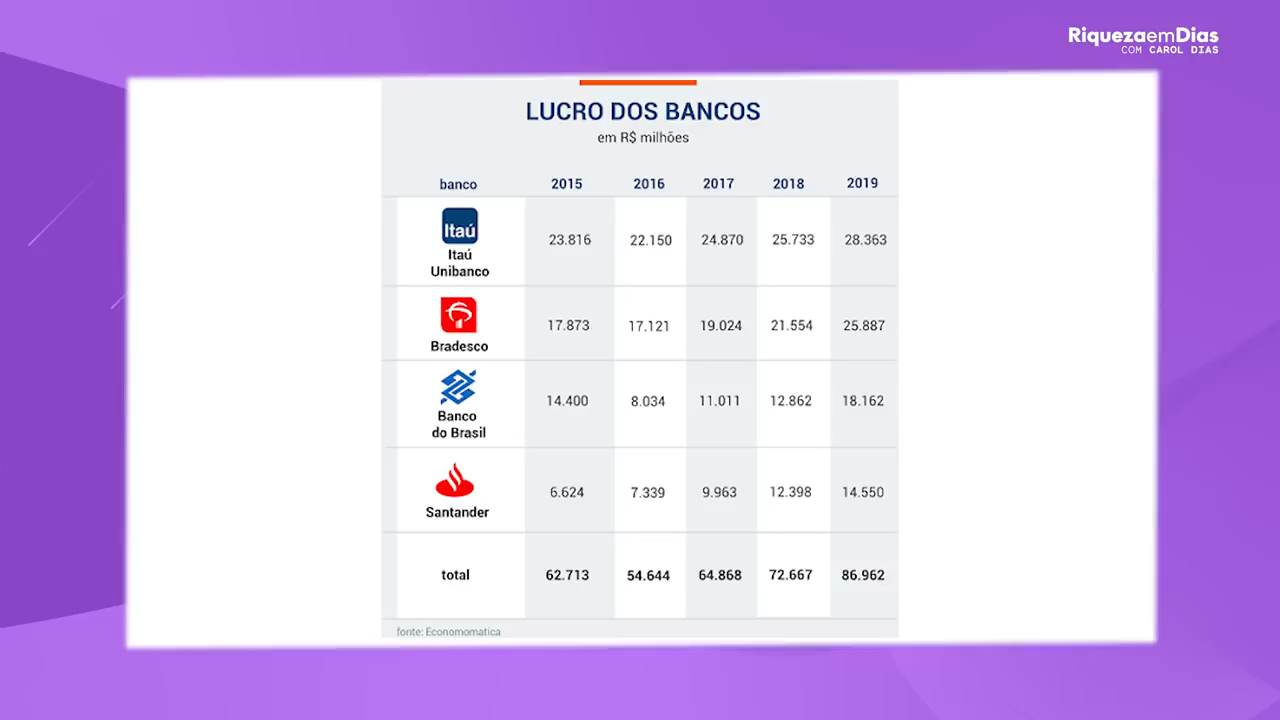 RiquezaemDias
COM CAROL DIAS
LUCRO DOS BANCOS
em R$ milhões
banco 2015 2016 2017 2018 2019
Itaú
Itaú
Unibanco
23.816 22.150 24.870 25.733 28.363
Bradesco
17.873 17.121 19.024 21.554 25.887
Banco
do Brasil
14.400 8.034 11.011 12.862 18.162
Santander
6.624 7.339 9.963 12.398 14.550
total 62.713 54.644 64.868 72.667 86.962
fonte: Economomatica